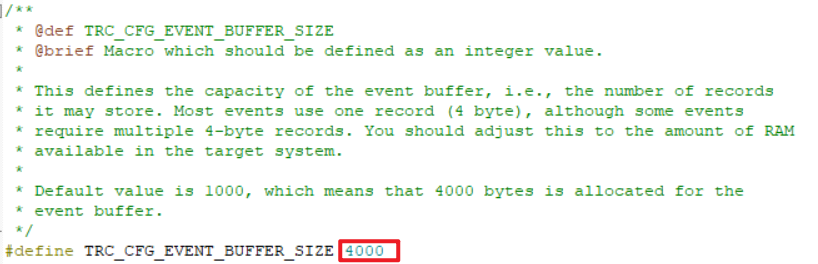 /**
* @def TRC_CFG_EVENT_BUFFER_SIZE
* @brief Macro which should be defined as an integer value.
*
* This defines the capacity of the event buffer, i.e., the number of records
* it may store. Most events use one record (4 byte), although some events
* require multiple 4-byte records. You should adjust this to the amount of RAM
* available in the target system.
*
* Default value is 1000, which means that 4000 bytes is allocated for the
* event buffer.
*/
#define TRC_CFG_EVENT_BUFFER_SIZE 4000